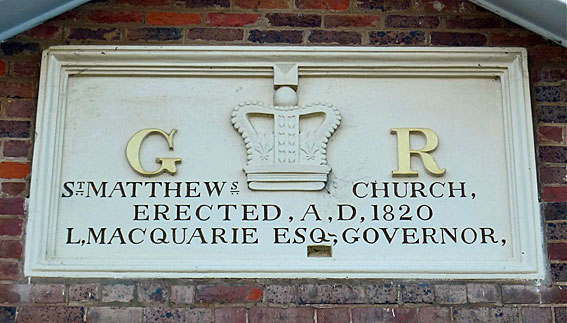 G R
ST MATTHEWS CHURCH,
ERECTED, A, D, 1820
L, MACQUARIE ESQ; GOVERNOR,